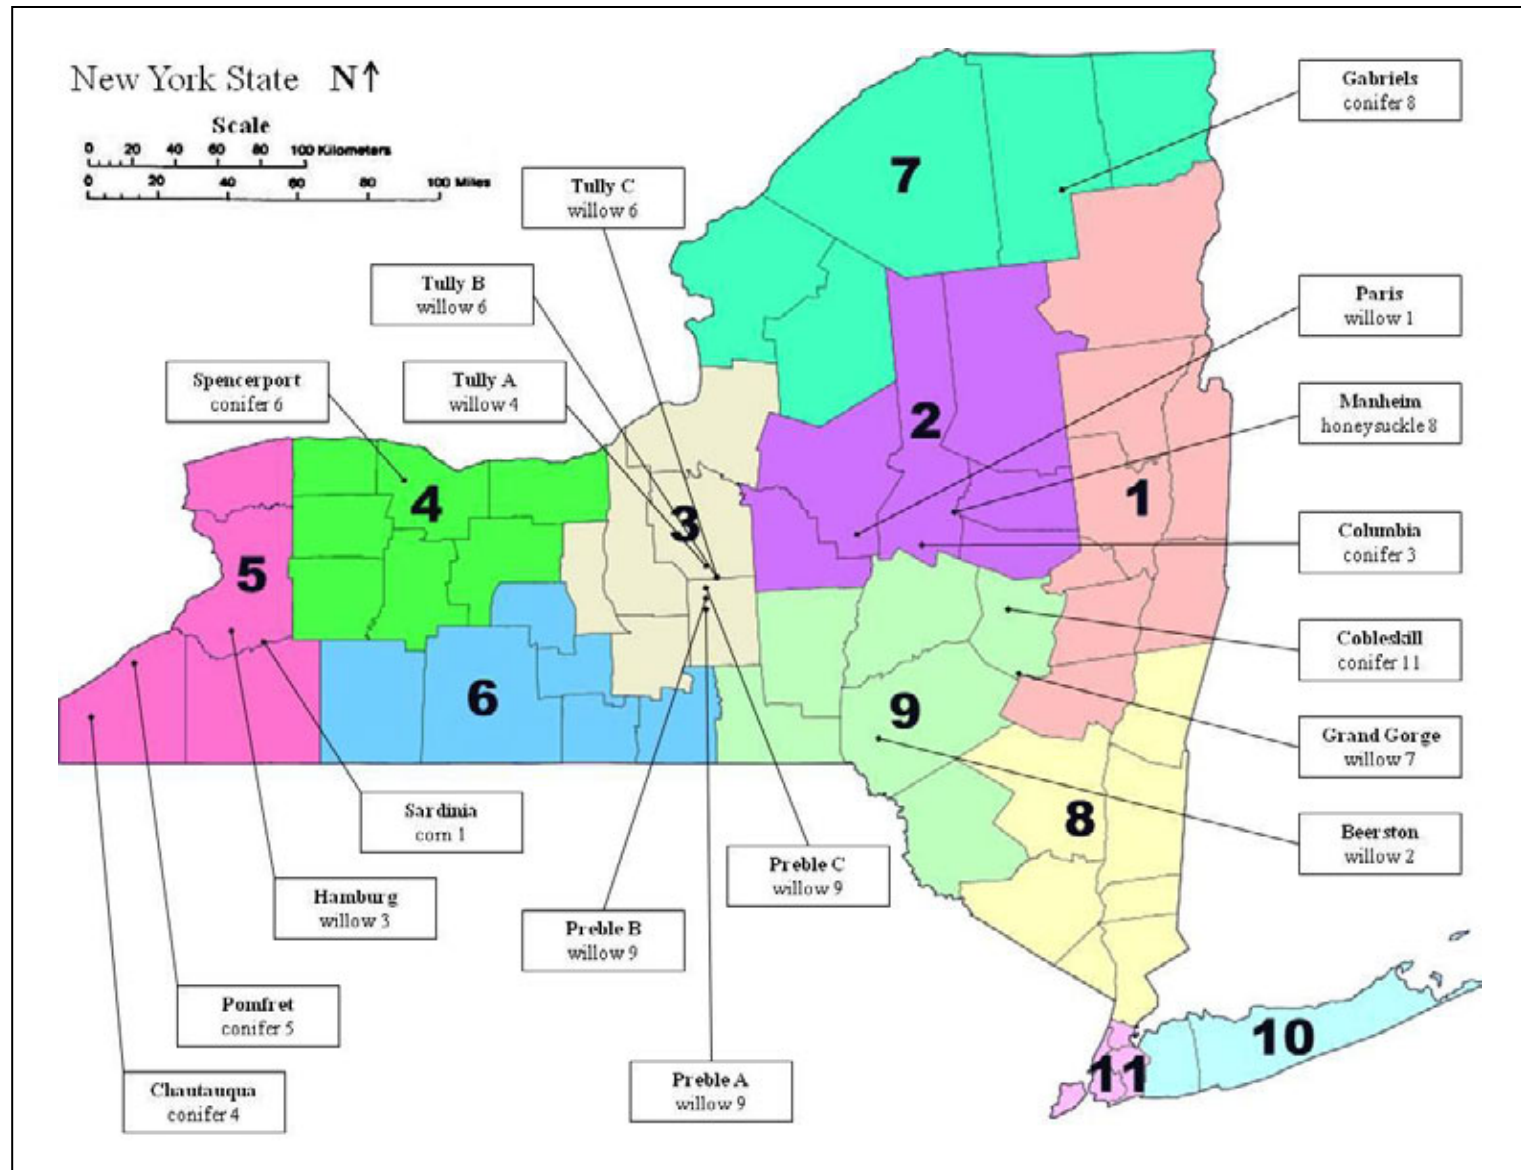 New York State N↑
Scale
0 20 40 60 80 100 Kilometers
0 20 40 60 80 100 Miles
Gabriels
conifer 8
Tully C
willow 6
7
Tully B
willow 6
Paris
willow 1
Spencerport
conifer 6
Tully A
willow 4
Manheim
honeysuckle 8
2
4
3
1
Columbia
conifer 3
5
Cobleskill
conifer 11
6
9
Grand Gorge
willow 7
Sardinia
corn 1
8
Beerston
willow 2
Preble C
willow 9
Hamburg
willow 3
Preble B
willow 9
Pomfret
conifer 5
10
11
Preble A
willow 9
Chautauqua
conifer 4